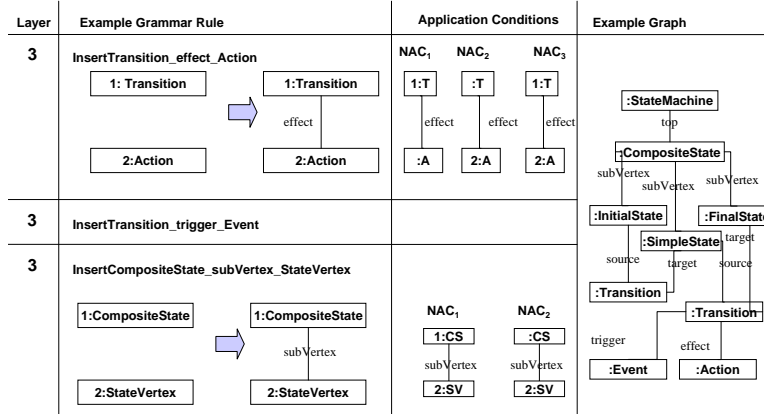 Layer Example Grammar Rule Application Conditions Example Graph
3
InsertTransition_effect_Action
1: Transition 1:Transition
effect
2:Action 2:Action
NAC1 NAC2 NAC3
1:T :T 1:T
effect effect effect
:A 2:A 2:A
3
InsertTransition_trigger_Event
3
InsertCompositeState_subVertex_StateVertex
1:CompositeState 1:CompositeState
subVertex
2:StateVertex 2:StateVertex
NAC1 NAC2
1:CS :CS
subVertex subVertex
2:SV 2:SV
:StateMachine
top
:CompositeState
subVertex subVertex subVertex
:InitialState :FinalState
:SimpleState target
source target source
:Transition
:Transition
trigger effect
:Event :Action